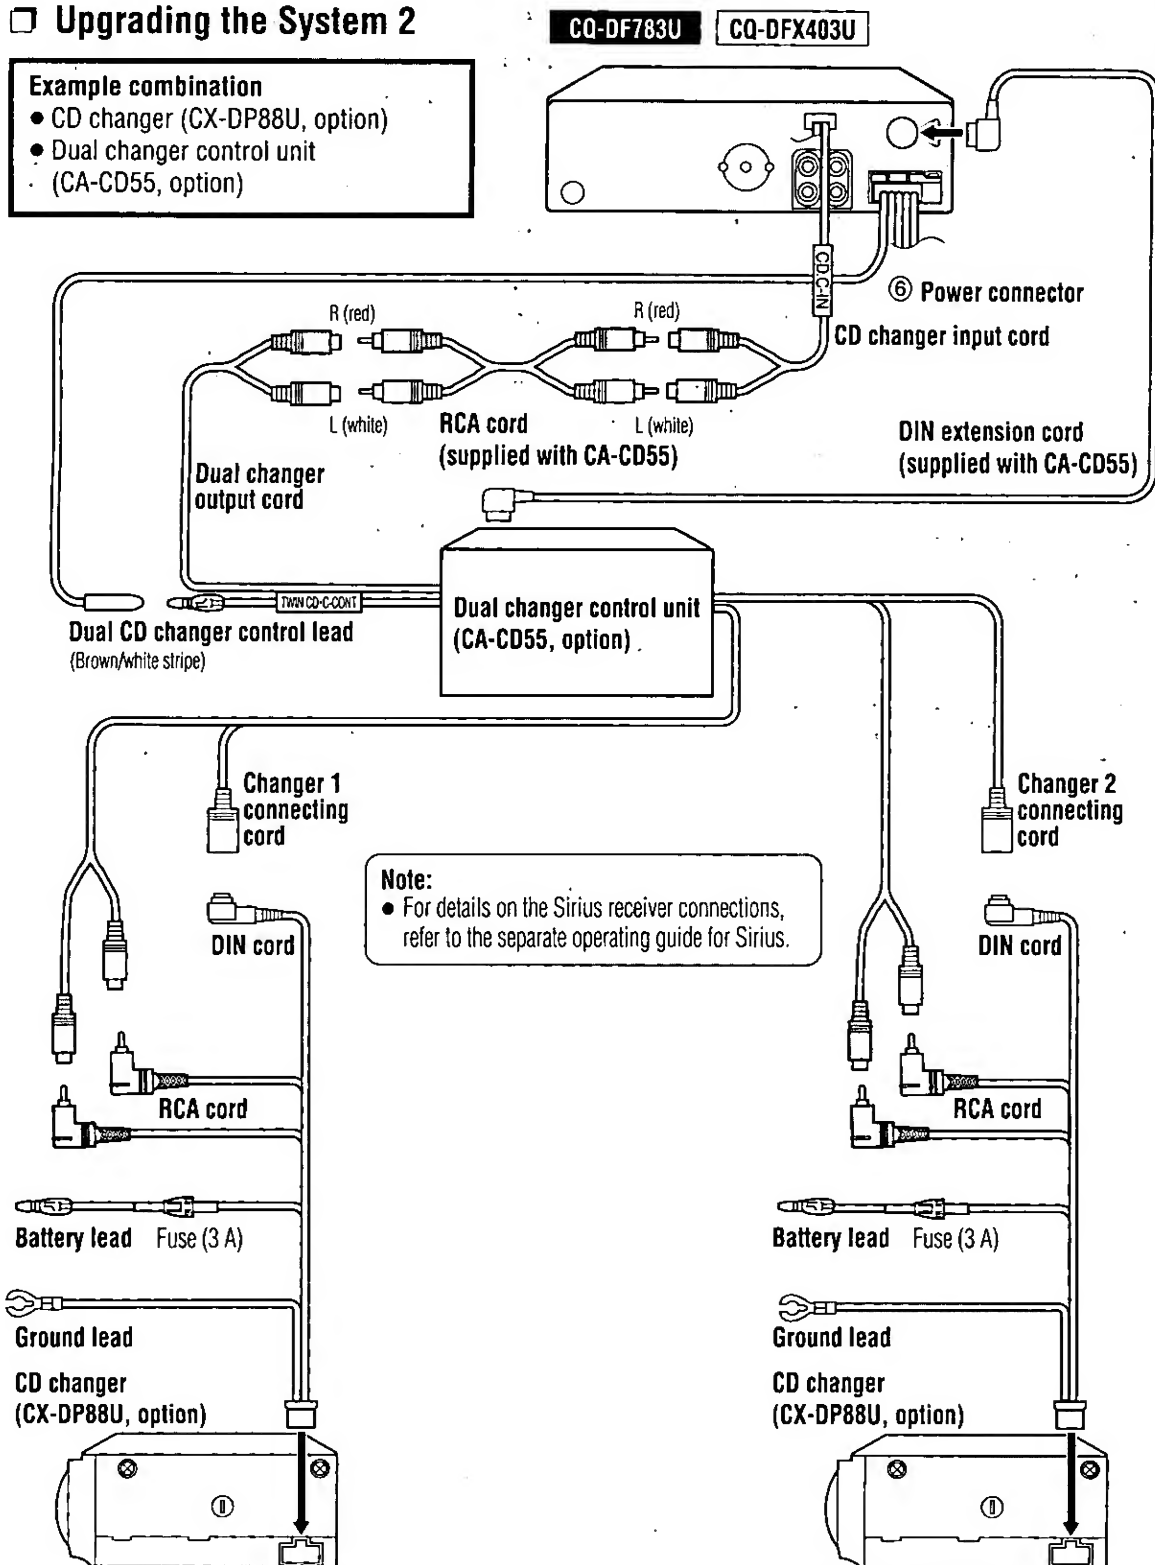 Upgrading the System 2
CQ-DF783U
CQ-DFX403U
Example combination
● CD changer (CX-DP88U, option)
● Dual changer control unit
(CA-CD55, option)
CD.C-IN
⑥ Power connector
CD changer input cord
R (red)
R (red)
L (white)
L (white)
RCA cord
(supplied with CA-CD55)
DIN extension cord
(supplied with CA-CD55)
Dual changer
output cord
TWIN CD-C-CONT
Dual CD changer control lead
(Brown/white stripe)
Dual changer control unit
(CA-CD55, option)
Changer 1
connecting
cord
Changer 2
connecting
cord
Note:
● For details on the Sirius receiver connections,
refer to the separate operating guide for Sirius.
DIN cord
DIN cord
RCA cord
RCA cord
Battery lead Fuse (3 A)
Battery lead Fuse (3 A)
Ground lead
Ground lead
CD changer
(CX-DP88U, option)
CD changer
(CX-DP88U, option)